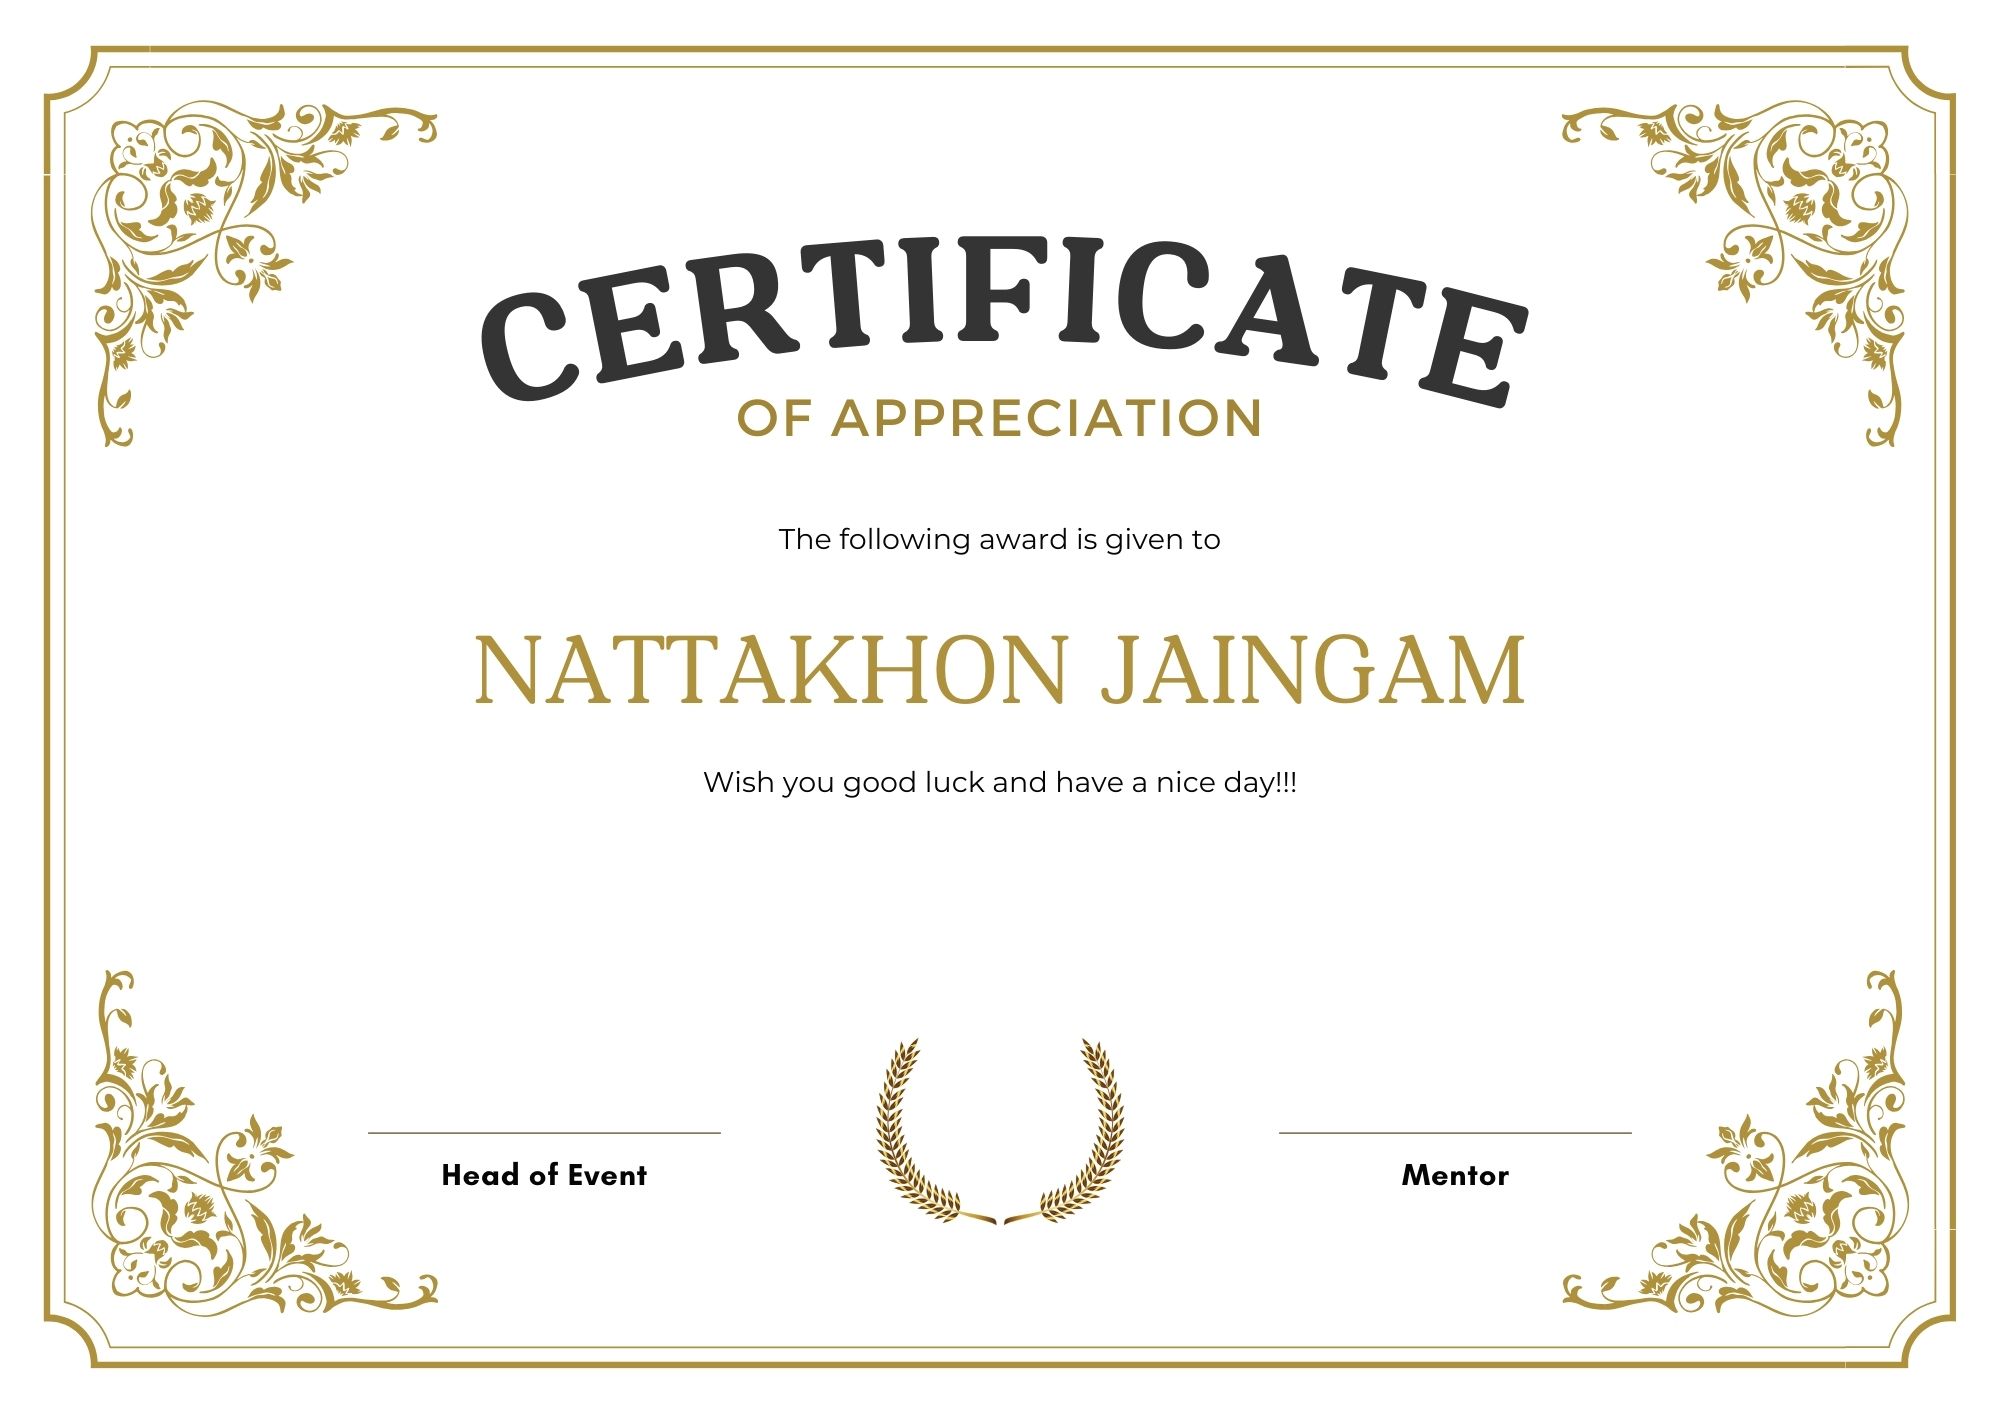 CERTIFICATE
OF APPRECIATION
The following award is given to
NATTAKHON JAINGAM
Wish you good luck and have a nice day!!!
Head of Event
Mentor